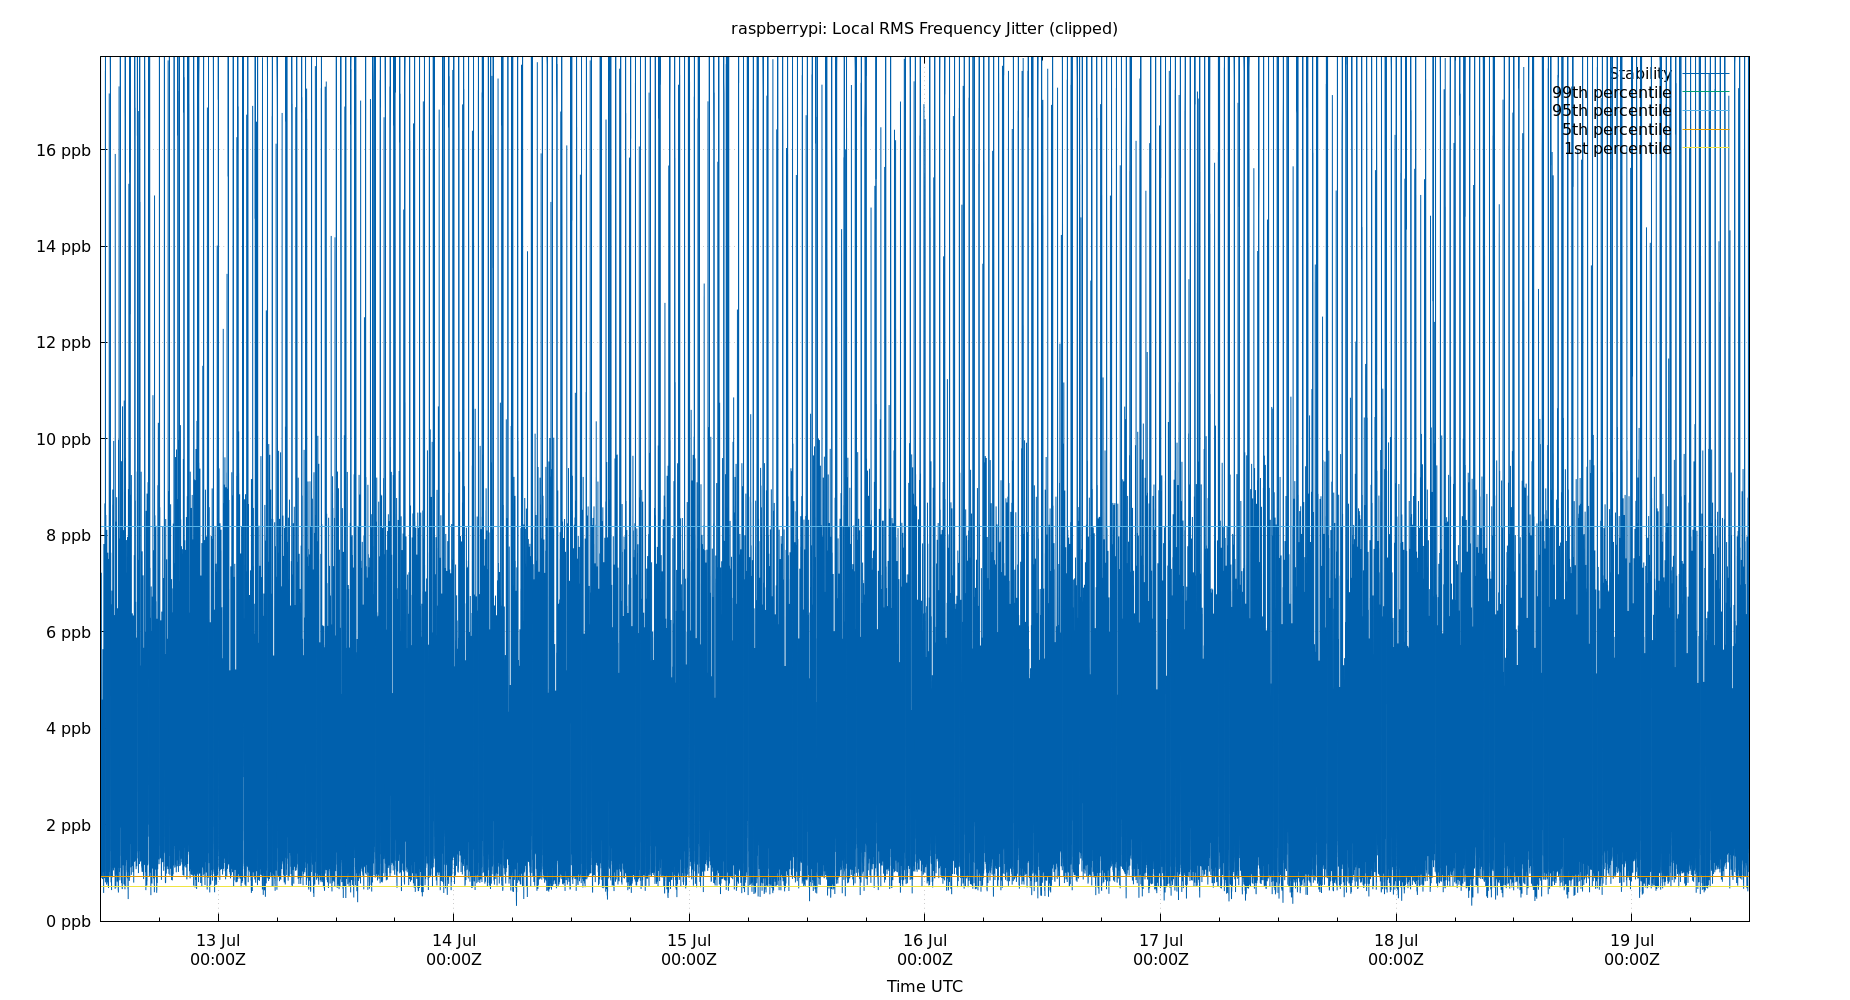 raspberrypi: Local RMS Frequency Jitter (clipped)
Stability
99th percentile
95th percentile
5th percentile
1st percentile
16 ppb
14 ppb
12 ppb
10 ppb
8 ppb
6 ppb
4 ppb
2 ppb
0 ppb
13 Jul 14 Jul 15 Jul 16 Jul 17 Jul 18 Jul 19 Jul
00:00Z 00:00Z 00:00Z 00:00Z 00:00Z 00:00Z 00:00Z
Time UTC